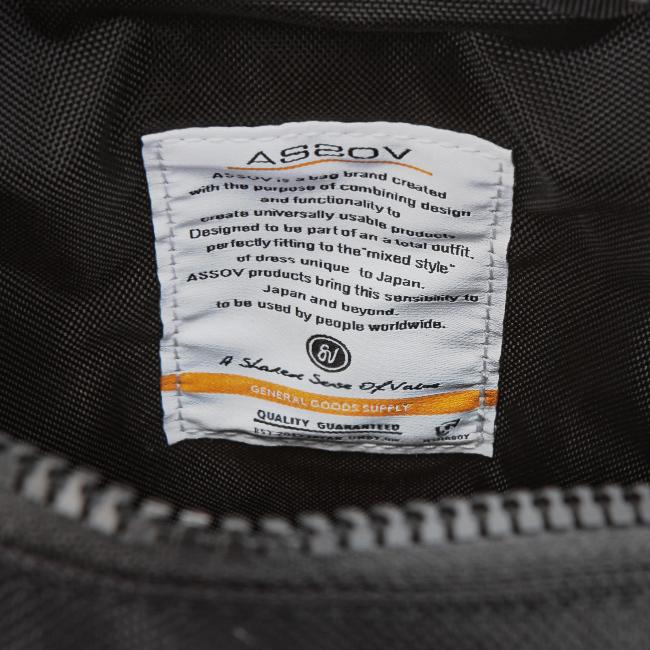 ASSOV
ASSOV is a bag brand created
with the purpose of combining design
and functionality to
create universally usable products
Designed to be part of an a total outfit.
perfectly fitting to the "mixed style"
of dress unique to Japan.
ASSOV products bring this sensibility to
Japan and beyond.
to be used by people worldwide.
A Shared Sense Of Value
GENERAL GOODS SUPPLY
QUALITY GUARANTEED